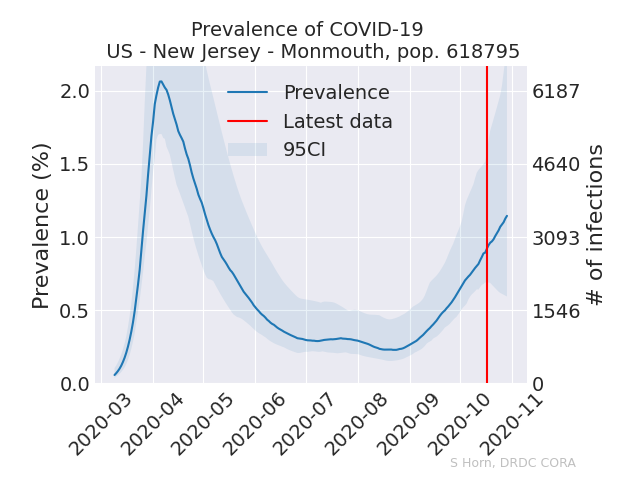 Prevalence of COVID-19
US - New Jersey - Monmouth, pop. 618795
Prevalence
Latest data
95CI
Prevalence (%)
2.0
1.5
1.0
0.5
0.0
6187
4640
3093
1546
0
# of infections
2020-03
2020-04
2020-05
2020-06
2020-07
2020-08
2020-09
2020-10
2020-11
S Horn, DRDC CORA